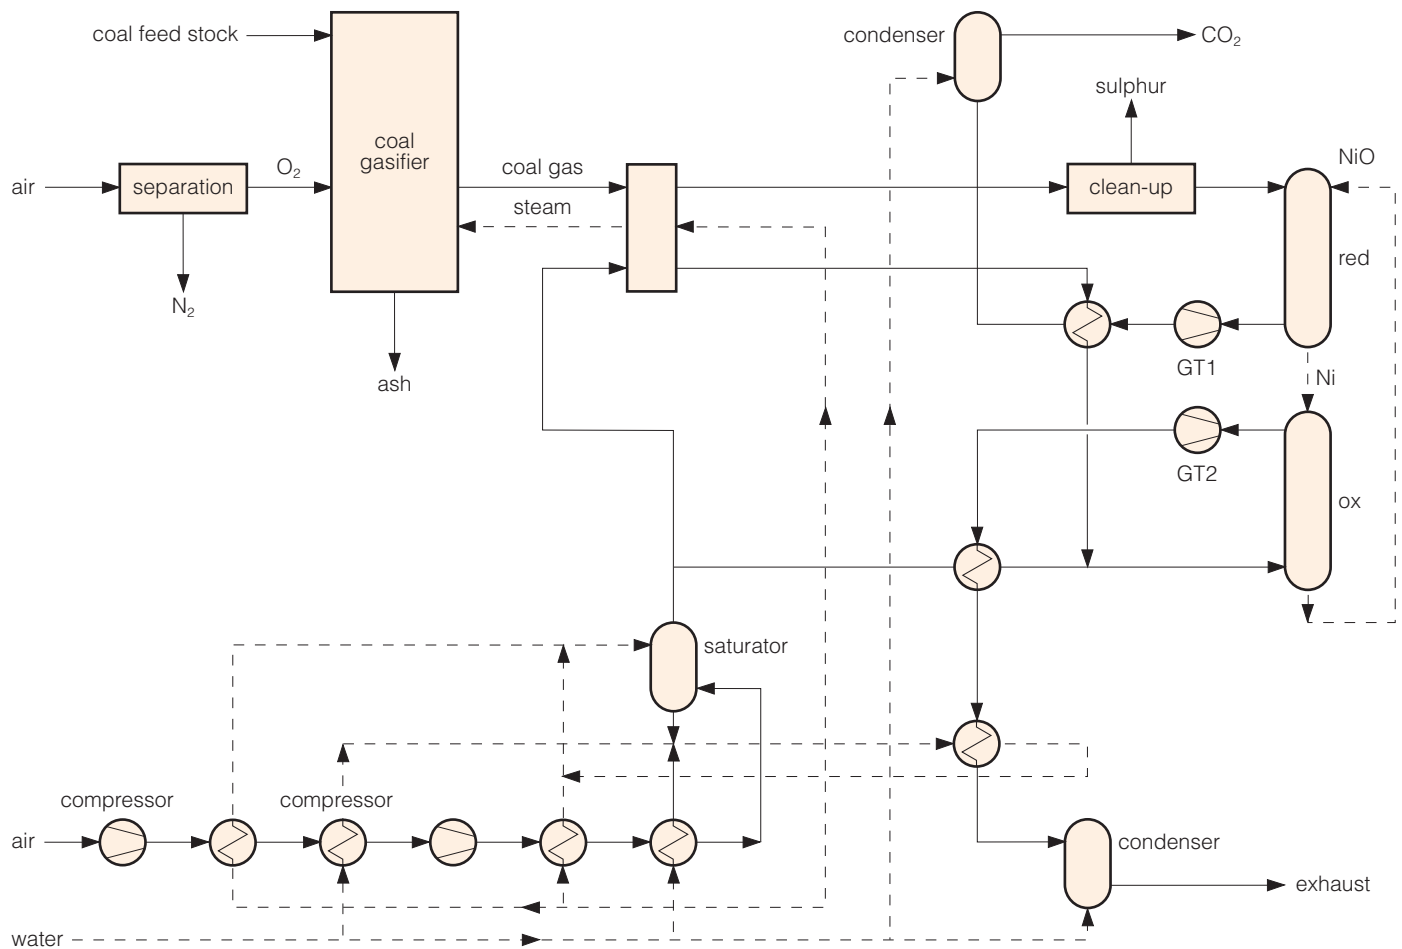 coal feed stock
condenser
CO₂
coal
gasifier
sulphur
air
separation
O₂
coal gas
steam
clean-up
NiO
red
N₂
ash
GT1
Ni
GT2
ox
saturator
compressor
compressor
air
condenser
exhaust
water